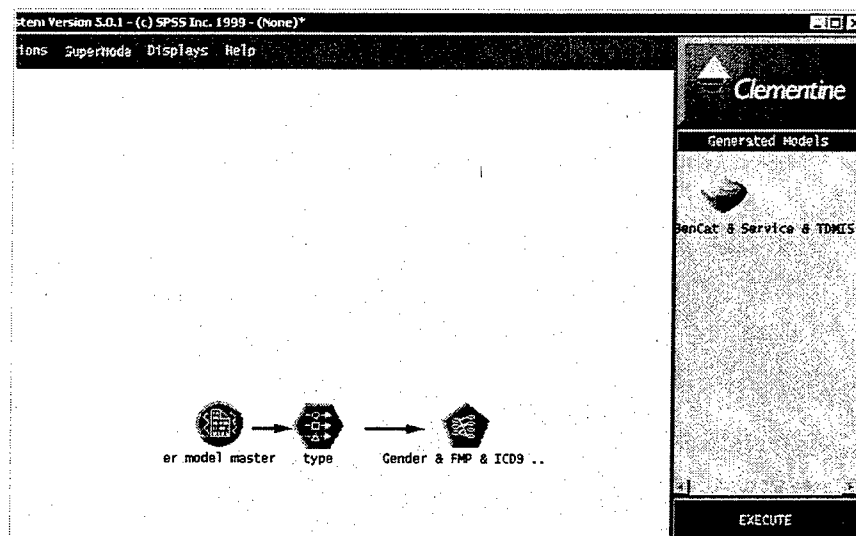 stem Version 5.0.1 - (c) SPSS Inc. 1999 - (None)*
ions SuperNode Displays Help
Clementine
Generated Models
BenCat & Service & TDMIS
er model master type Gender & FMP & ICD9 ..
EXECUTE